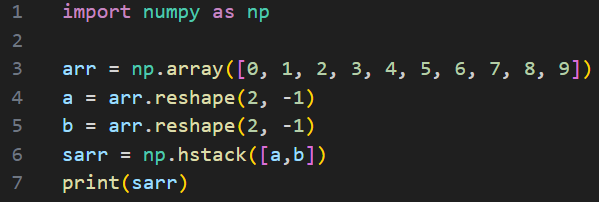 1 import numpy as np
2
3 arr = np.array([0, 1, 2, 3, 4, 5, 6, 7, 8, 9])
4 a = arr.reshape(2, -1)
5 b = arr.reshape(2, -1)
6 sarr = np.hstack([a,b])
7 print(sarr)